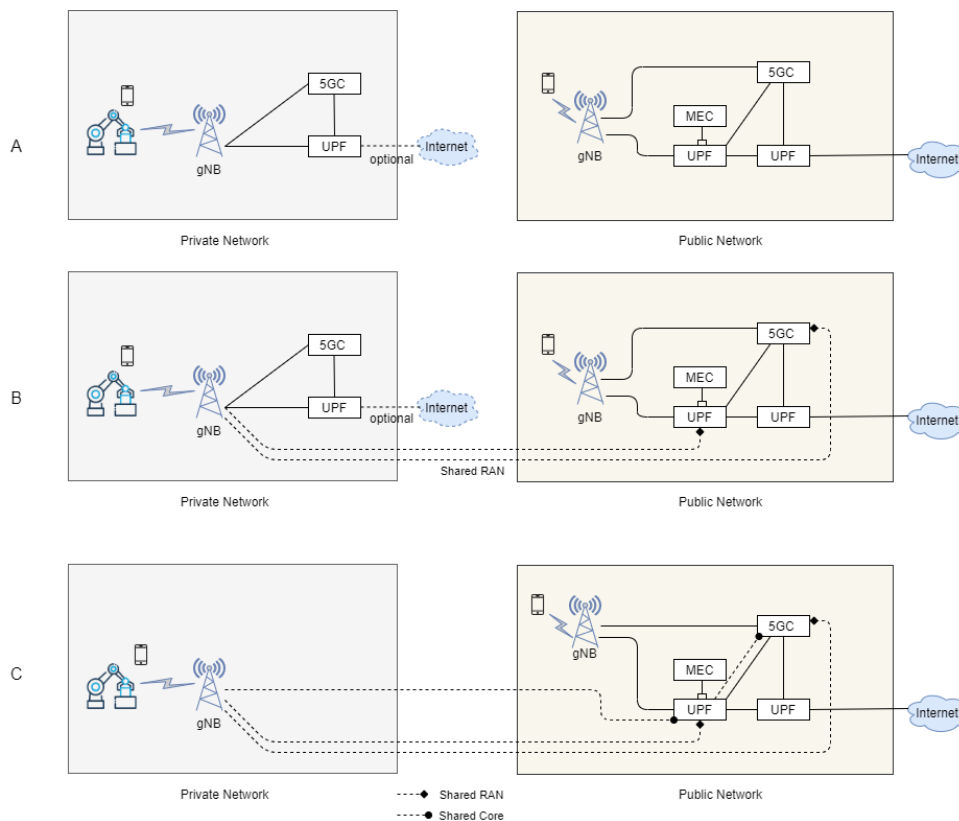 A
5GC
gNB
UPF
optional
Internet
Private Network
5GC
MEC
gNB
UPF
UPF
Internet
Public Network
B
5GC
gNB
UPF
optional
Internet
Private Network
5GC
MEC
gNB
UPF
UPF
Internet
Shared RAN
Public Network
C
gNB
Private Network
5GC
gNB
MEC
UPF
UPF
Internet
Public Network
Shared RAN
Shared Core